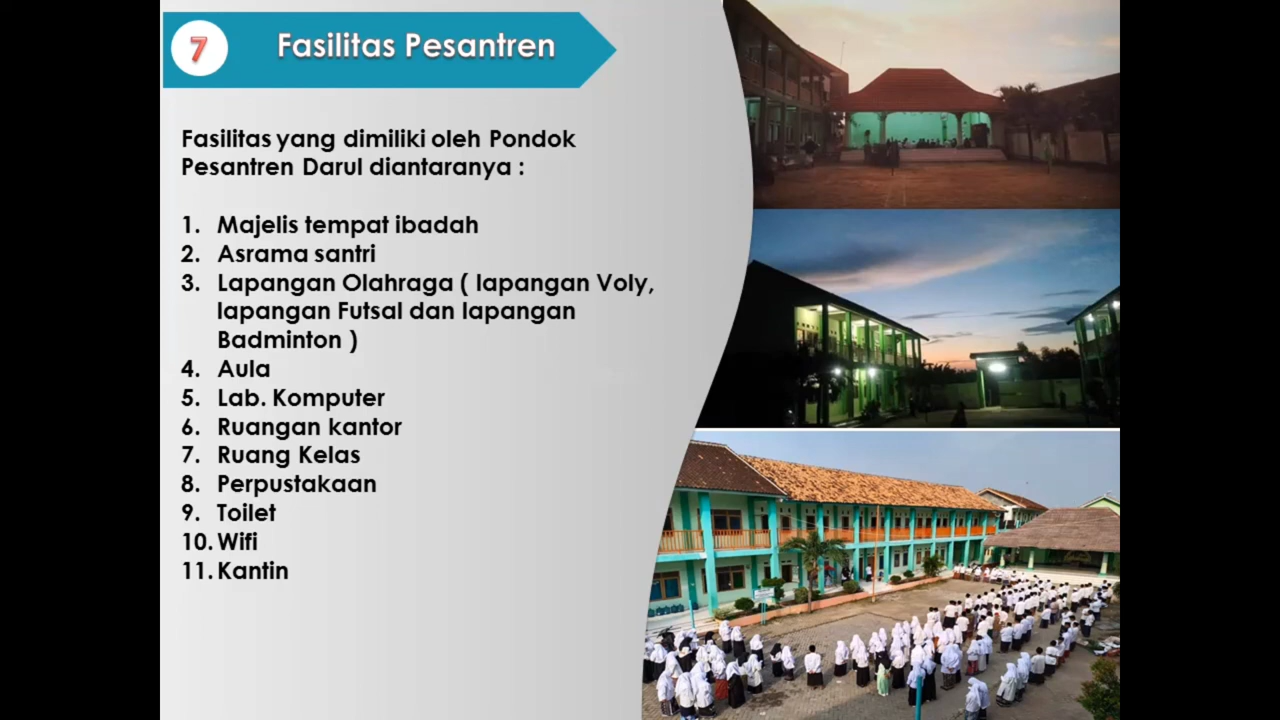 7
Fasilitas Pesantren
Fasilitas yang dimiliki oleh Pondok
Pesantren Darul diantaranya :
1. Majelis tempat ibadah
2. Asrama santri
3. Lapangan Olahraga ( lapangan Voly,
lapangan Futsal dan lapangan
Badminton )
4. Aula
5. Lab. Komputer
6. Ruangan kantor
7. Ruang Kelas
8. Perpustakaan
9. Toilet
10. Wifi
11. Kantin